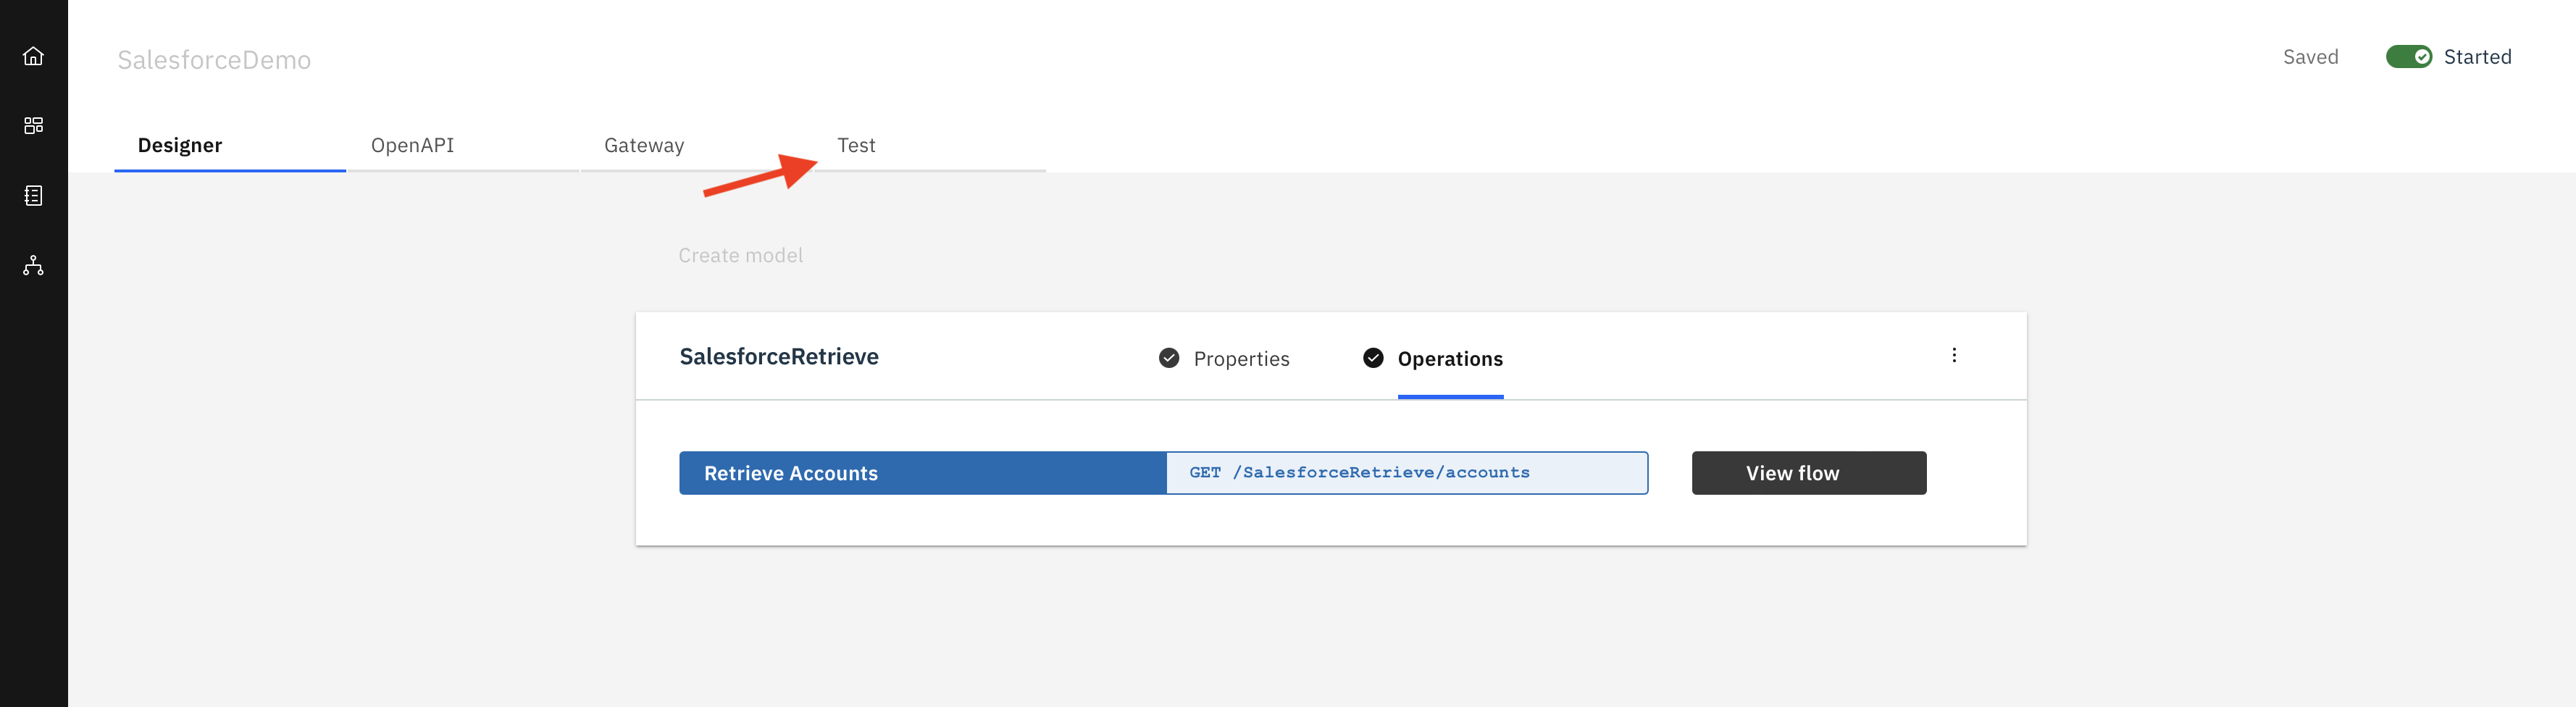 SalesforceDemo
Saved
Started
Designer
OpenAPI
Gateway
Test
Create model
SalesforceRetrieve
Properties
Operations
Retrieve Accounts
GET /SalesforceRetrieve/accounts
View flow